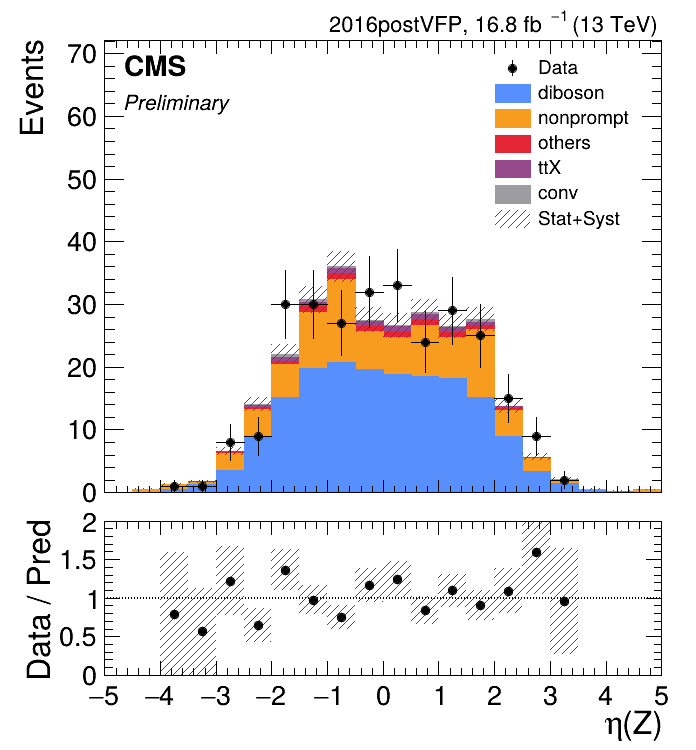 2016postVFP, 16.8 fb ⁻¹ (13 TeV)
CMS
Preliminary
Events
70
60
50
40
30
20
10
0
Data
diboson
nonprompt
others
ttX
conv
Stat+Syst
Data / Pred
2
1.5
1
0.5
0
−5 −4 −3 −2 −1 0 1 2 3 4 5
η(Z)